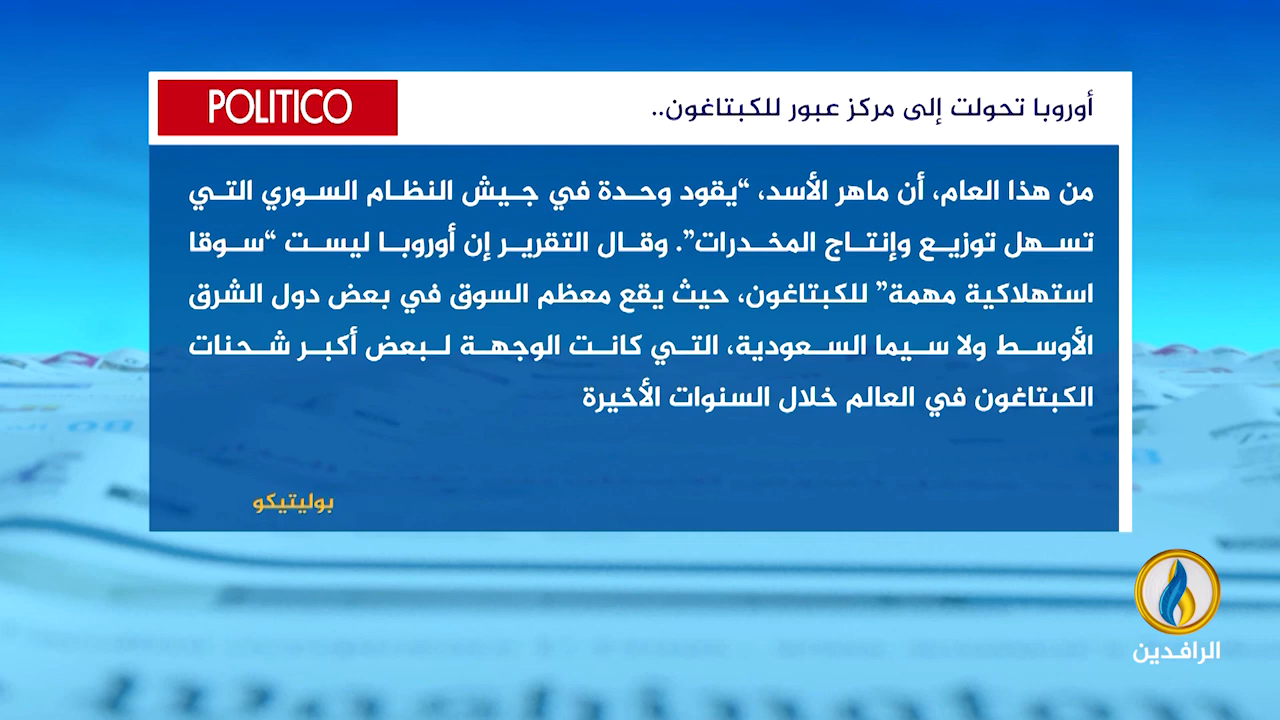 أوروبا تحولت إلى مركز عبور للكبتاغون..
POLITICO
من هذا العام، أن ماهر الأسد، “يقود وحدة في جيش النظام السوري التي
تسهل توزيع وإنتاج المخدرات”. وقال التقرير إن أوروبا ليست “سوقا
استهلاكية مهمة” للكبتاغون، حيث يقع معظم السوق في بعض دول الشرق
الأوسط ولا سيما السعودية، التي كانت الوجهة لبعض أكبر شحنات
الكبتاغون في العالم خلال السنوات الأخيرة
بوليتيكو
الرافدين